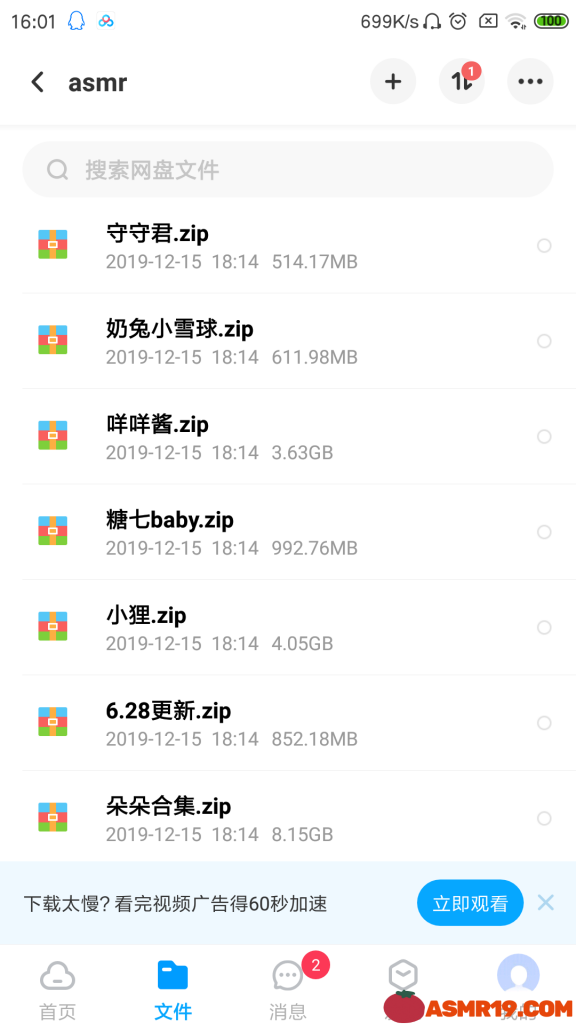 16:01 699K/s 100
asmr 1
搜索网盘文件
守守君.zip
2019-12-15 18:14 514.17MB
奶兔小雪球.zip
2019-12-15 18:14 611.98MB
咩咩酱.zip
2019-12-15 18:14 3.63GB
糖七baby.zip
2019-12-15 18:14 992.76MB
小狸.zip
2019-12-15 18:14 4.05GB
6.28更新.zip
2019-12-15 18:14 852.18MB
朵朵合集.zip
2019-12-15 18:14 8.15GB
下载太慢?看完视频广告得60秒加速 立即观看
2
首页 文件 消息
ASMR19.COM